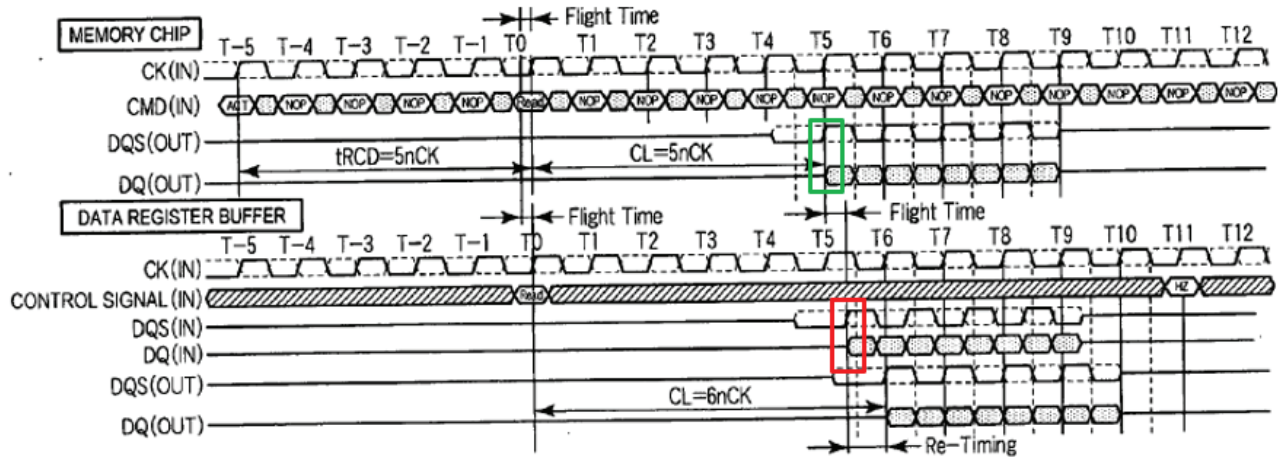 Flight Time
MEMORY CHIP
T-5 T-4 T-3 T-2 T-1 T0 T1 T2 T3 T4 T5 T6 T7 T8 T9 T10 T11 T12
CK(IN)
CMD(IN) ACT NOP NOP NOP NOP Read NOP NOP NOP NOP NOP NOP NOP NOP NOP NOP NOP NOP
DQS(OUT)
tRCD=5nCK CL=5nCK
DQ(OUT)
DATA REGISTER BUFFER Flight Time Flight Time
T-5 T-4 T-3 T-2 T-1 T0 T1 T2 T3 T4 T5 T6 T7 T8 T9 T10 T11 T12
CK(IN)
CONTROL SIGNAL(IN) Read HZ
DQS(IN)
DQ(IN)
DQS(OUT)
CL=6nCK
DQ(OUT)
Re-Timing